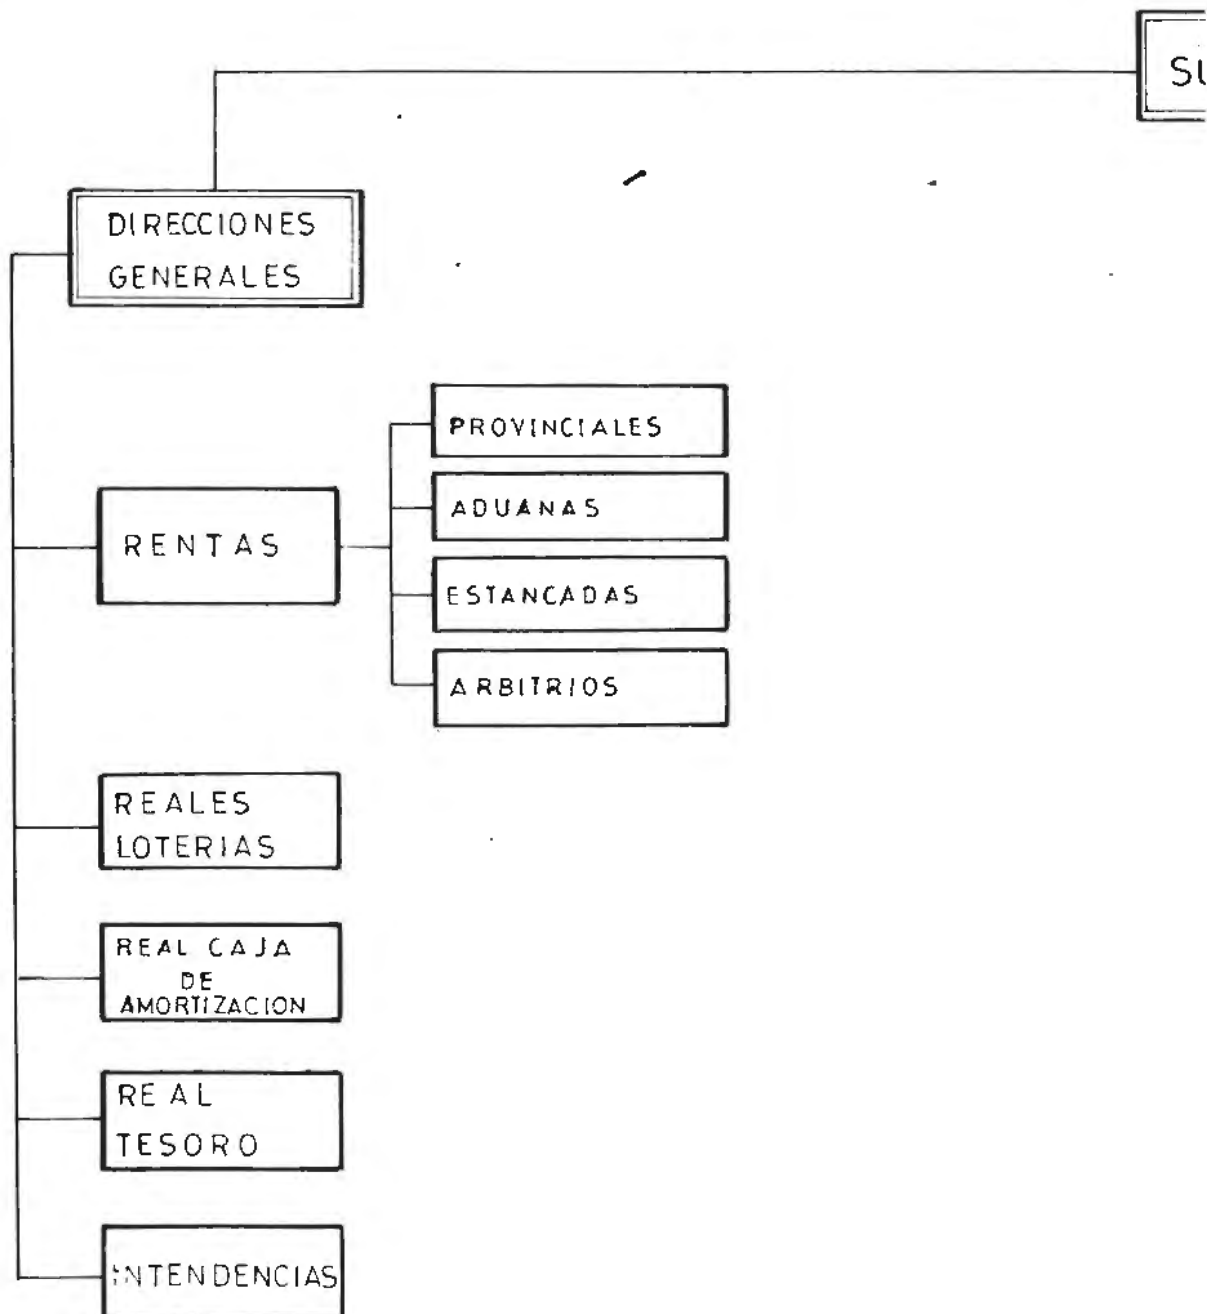 DIRECCIONES
GENERALES
RENTAS
PROVINCIALES
ADUANAS
ESTANCADAS
ARBITRIOS
REALES
LOTERIAS
REAL CAJA
DE
AMORTIZACION
REAL
TESORO
INTENDENCIAS